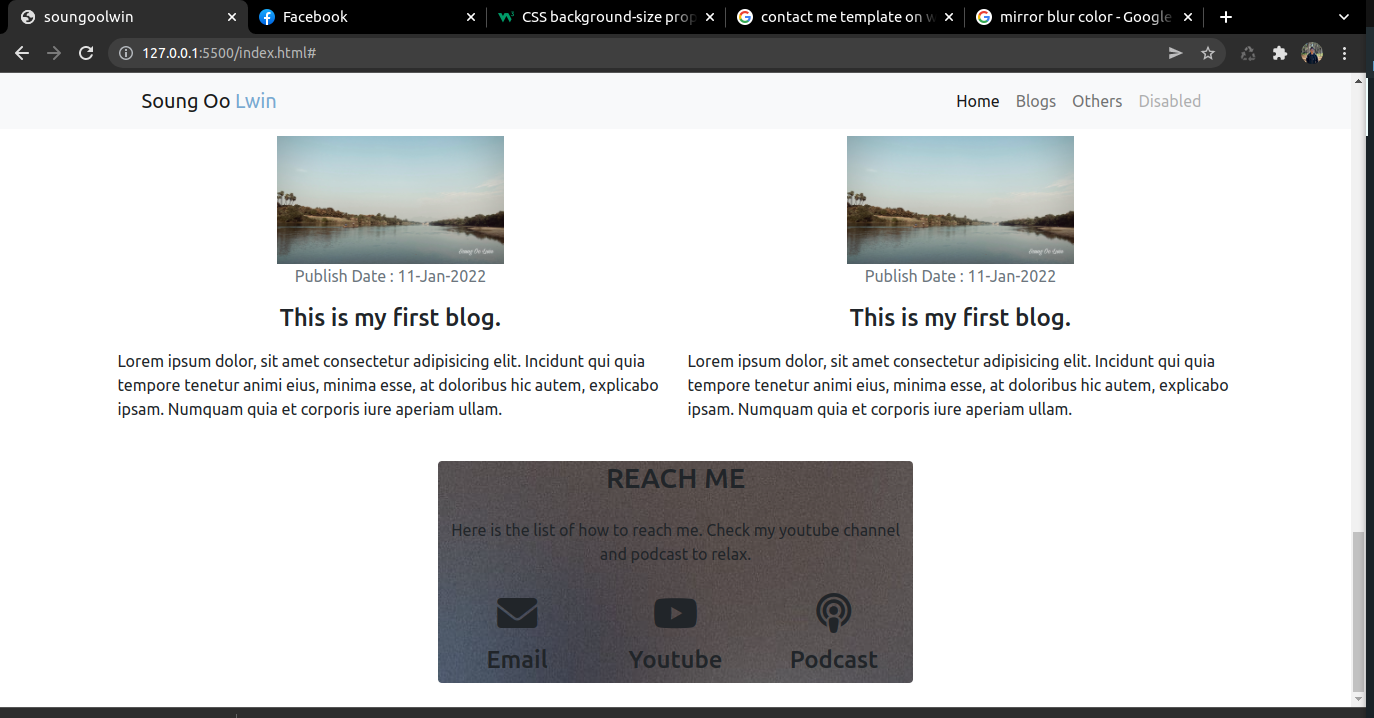 soungoolwin
Facebook
CSS background-size prop
contact me template on w
mirror blur color - Google
127.0.0.1:5500/index.html#
Soung Oo Lwin
Home Blogs Others Disabled
Publish Date : 11-Jan-2022
This is my first blog.
Lorem ipsum dolor, sit amet consectetur adipisicing elit. Incidunt qui quia
tempore tenetur animi eius, minima esse, at doloribus hic autem, explicabo
ipsam. Numquam quia et corporis iure aperiam ullam.
Publish Date : 11-Jan-2022
This is my first blog.
Lorem ipsum dolor, sit amet consectetur adipisicing elit. Incidunt qui quia
tempore tenetur animi eius, minima esse, at doloribus hic autem, explicabo
ipsam. Numquam quia et corporis iure aperiam ullam.
REACH ME
Here is the list of how to reach me. Check my youtube channel
and podcast to relax.
Email
Youtube
Podcast